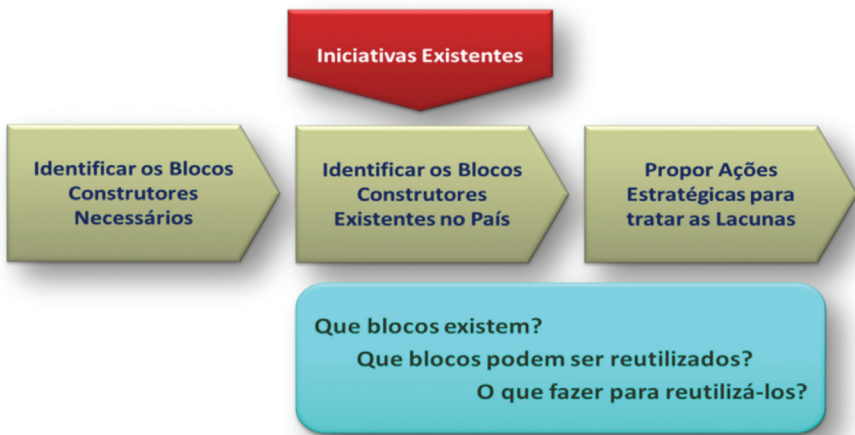 Iniciativas Existentes
Identificar os Blocos
Construtores
Necessários
Identificar os Blocos
Construtores
Existentes no País
Propor Ações
Estratégicas para
tratar as Lacunas
Que blocos existem?
Que blocos podem ser reutilizados?
O que fazer para reutilizá-los?